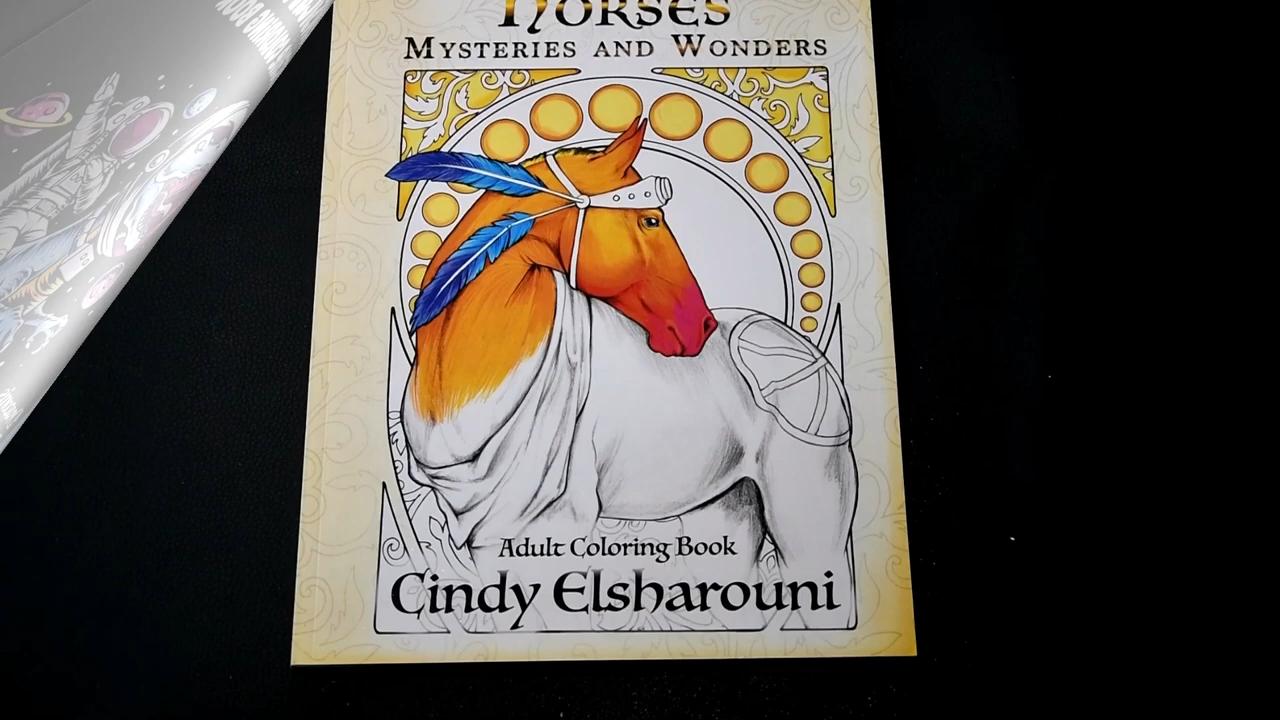 HORSES
MYSTERIES AND WONDERS
Adult Coloring Book
Cindy Elsharouni